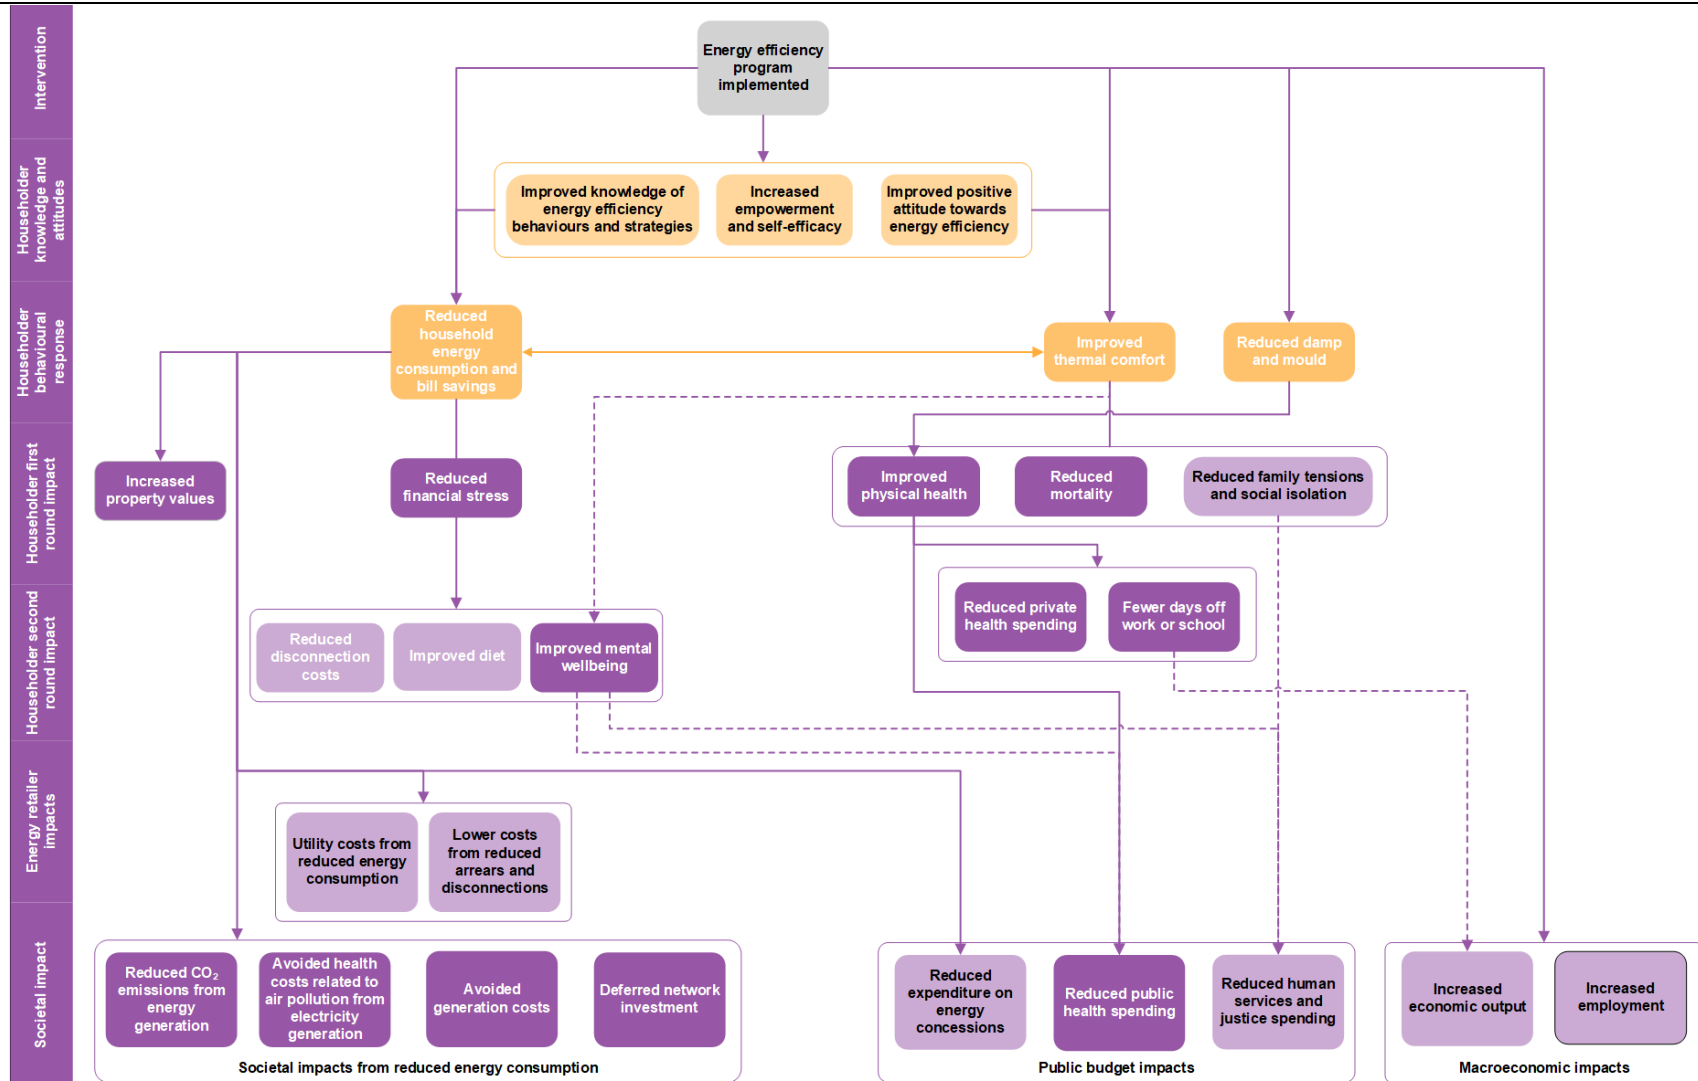 Intervention
Energy efficiency
program
implemented
Householder
knowledge and
attitudes
Improved knowledge of
energy efficiency
behaviours and strategies
Increased
empowerment
and self-efficacy
Improved positive
attitude towards
energy efficiency
Householder
behavioural
response
Reduced
household
energy
consumption and
bill savings
Improved
thermal comfort
Reduced damp
and mould
Householder first
round impact
Increased
property values
Reduced
financial stress
Improved
physical health
Reduced
mortality
Reduced family tensions
and social isolation
Householder second
round impact
Reduced private
health spending
Fewer days off
work or school
Reduced
disconnection
costs
Improved diet
Improved mental
wellbeing
Energy retailer
impacts
Utility costs from
reduced energy
consumption
Lower costs
from reduced
arrears and
disconnections
Societal impact
Reduced CO₂
emissions from
energy
generation
Avoided health
costs related to
air pollution from
electricity
generation
Avoided
generation costs
Deferred network
investment
Societal impacts from reduced energy consumption
Reduced
expenditure on
energy
concessions
Reduced public
health spending
Reduced human
services and
justice spending
Public budget impacts
Increased
economic output
Increased
employment
Macroeconomic impacts